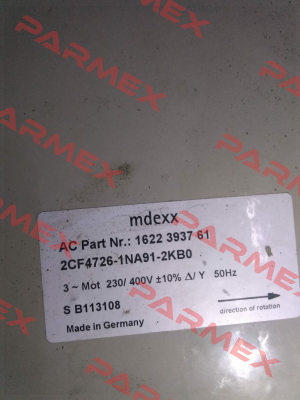 PARMEX
PARMEX
PARMEX
mdexx
AC Part Nr.: 1622 3937 61
2CF4726-1NA91-2KB0
3 ~ Mot 230/ 400V ±10% Δ/ Y 50Hz
S B113108
direction of rotation
Made in Germany
PARMEX
PARMEX